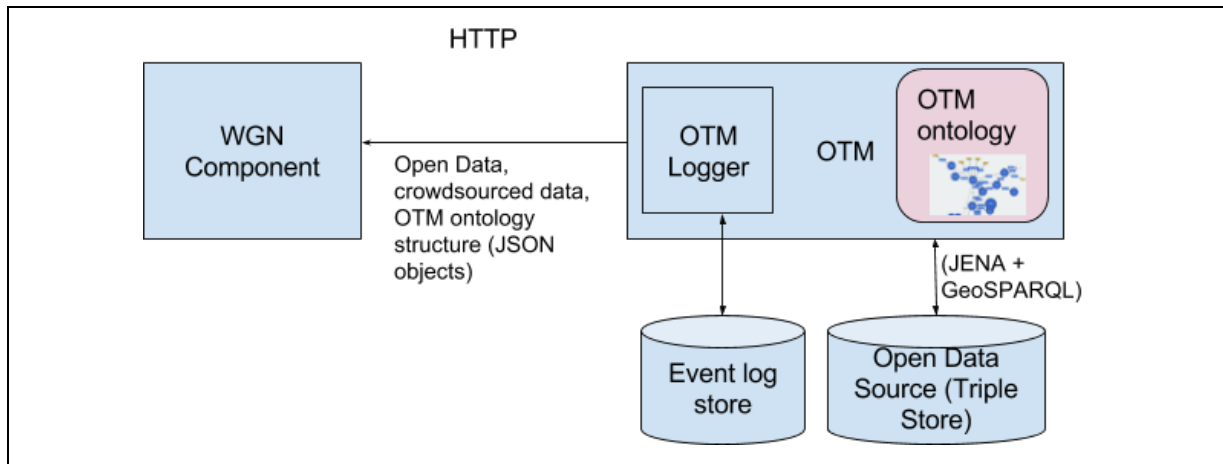 HTTP
WGN
Component
Open Data,
crowdsourced data,
OTM ontology
structure (JSON
objects)
OTM
Logger
OTM
OTM
ontology
(JENA +
GeoSPARQL)
Event log
store
Open Data
Source (Triple
Store)